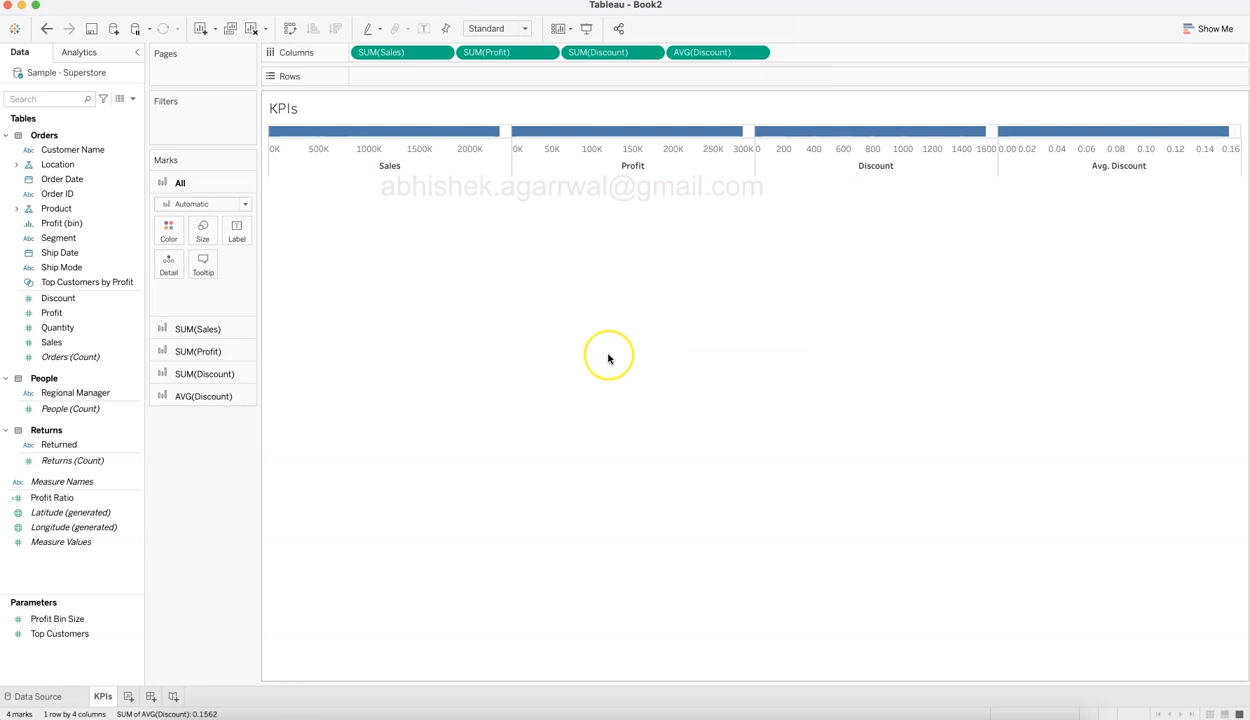 Tableau - Book2
Standard
Show Me
Data
Analytics
Pages
Columns
SUM(Sales)
SUM(Profit)
SUM(Discount)
AVG(Discount)
Sample - Superstore
Rows
Search
Filters
KPIs
Tables
Orders
Abc Customer Name
Location
Order Date
Abc Order ID
Product
Profit (bin)
Abc Segment
Ship Date
Abc Ship Mode
Top Customers by Profit
Discount
Profit
Quantity
Sales
Orders (Count)
People
Abc Regional Manager
People (Count)
Returns
Abc Returned
Returns (Count)
Abc Measure Names
Profit Ratio
Latitude (generated)
Longitude (generated)
Measure Values
Parameters
Profit Bin Size
Top Customers
Marks
All
Automatic
Color
Size
Label
Detail
Tooltip
SUM(Sales)
SUM(Profit)
SUM(Discount)
AVG(Discount)
0K 500K 1000K 1500K 2000K
Sales
0K 50K 100K 150K 200K 250K 300K
Profit
0 200 400 600 800 1000 1200 1400 1600
Discount
0.00 0.02 0.04 0.06 0.08 0.10 0.12 0.14 0.16
Avg. Discount
abhishek.agarrwal@gmail.com
Data Source
KPIs
4 marks
1 row by 4 columns
SUM of AVG(Discount): 0.1562